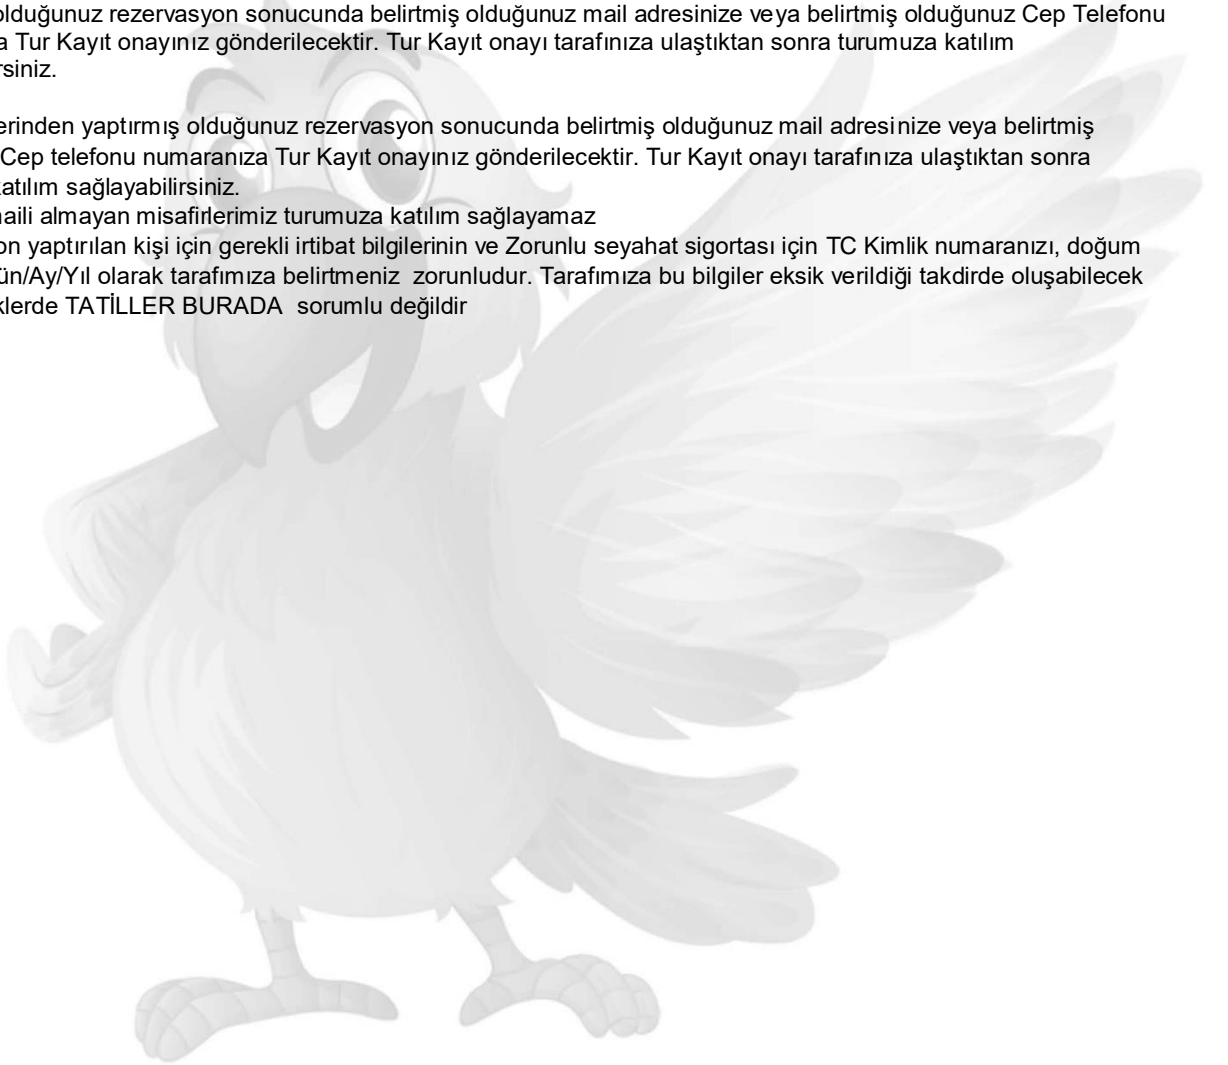 olduğunuz rezervasyon sonucunda belirtmiş olduğunuz mail adresinize veya belirtmiş olduğunuz Cep Telefonu
a Tur Kayıt onayınız gönderilecektir. Tur Kayıt onayı tarafınıza ulaştıktan sonra turumuza katılım
rsiniz.
erinden yaptırmış olduğunuz rezervasyon sonucunda belirtmiş olduğunuz mail adresinize veya belirtmiş
Cep telefonu numaranıza Tur Kayıt onayınız gönderilecektir. Tur Kayıt onayı tarafınıza ulaştıktan sonra
katılım sağlayabilirsiniz.
naili almayan misafirlerimiz turumuza katılım sağlayamaz
on yaptırılan kişi için gerekli irtibat bilgilerinin ve Zorunlu seyahat sigortası için TC Kimlik numaranızı, doğum
ün/Ay/Yıl olarak tarafımıza belirtmeniz zorunludur. Tarafımıza bu bilgiler eksik verildiği takdirde oluşabilecek
klerde TATİLLER BURADA sorumlu değildir